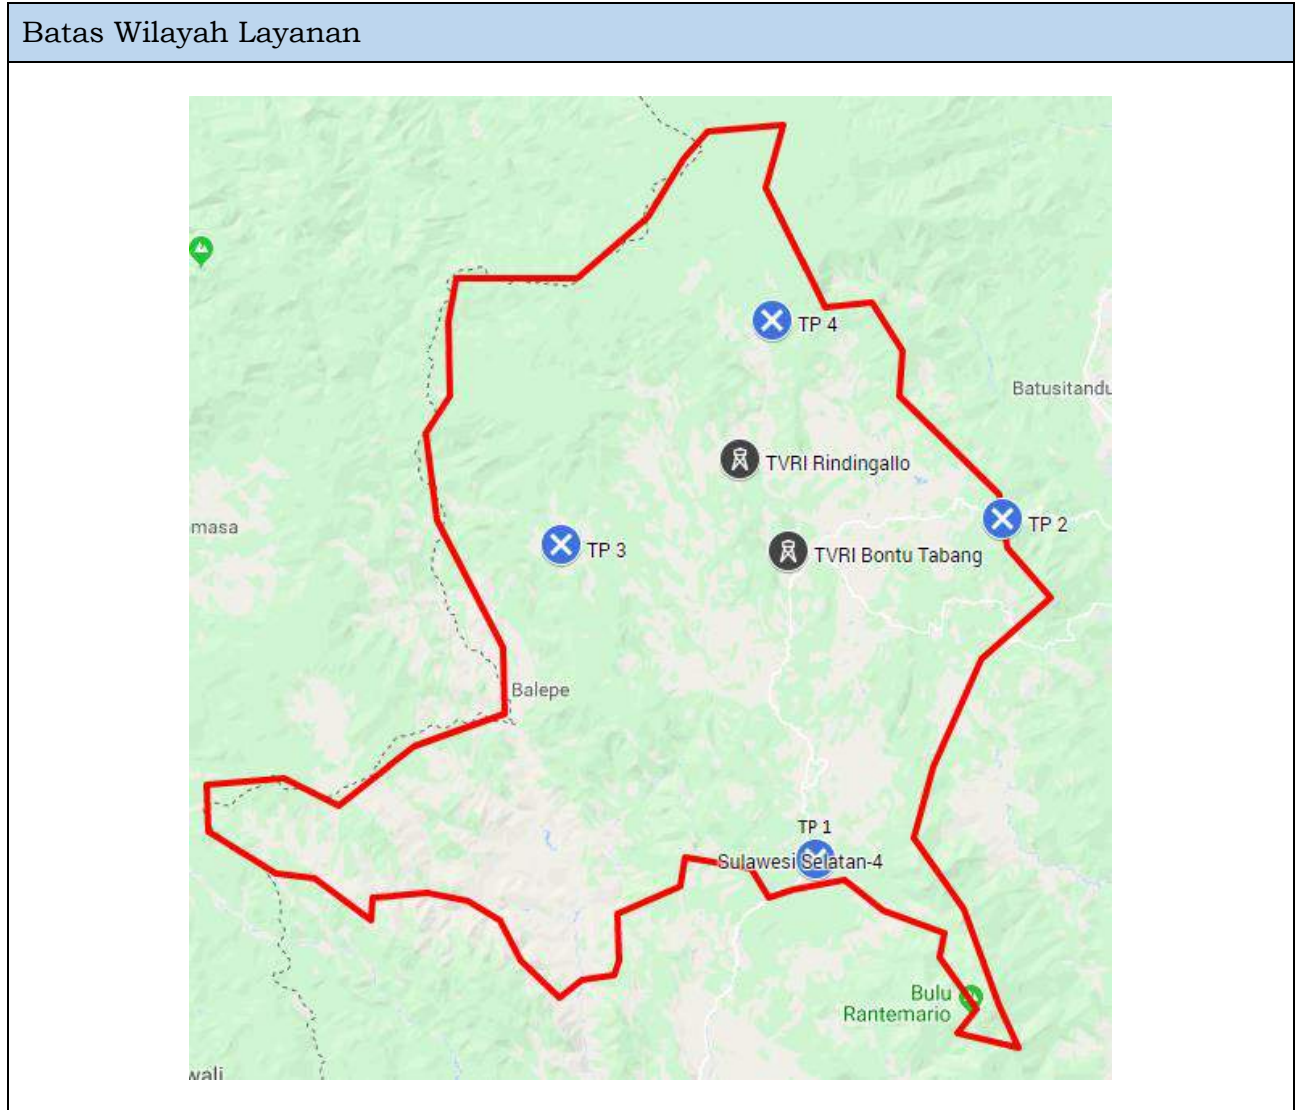 Batas Wilayah Layanan
TP 4
Batusitandu
TVRI Rindingallo
masa
TP 2
TP 3
TVRI Bontu Tabang
Balepe
TP 1
Sulawesi Selatan-4
Bulu
Rantemario
wali